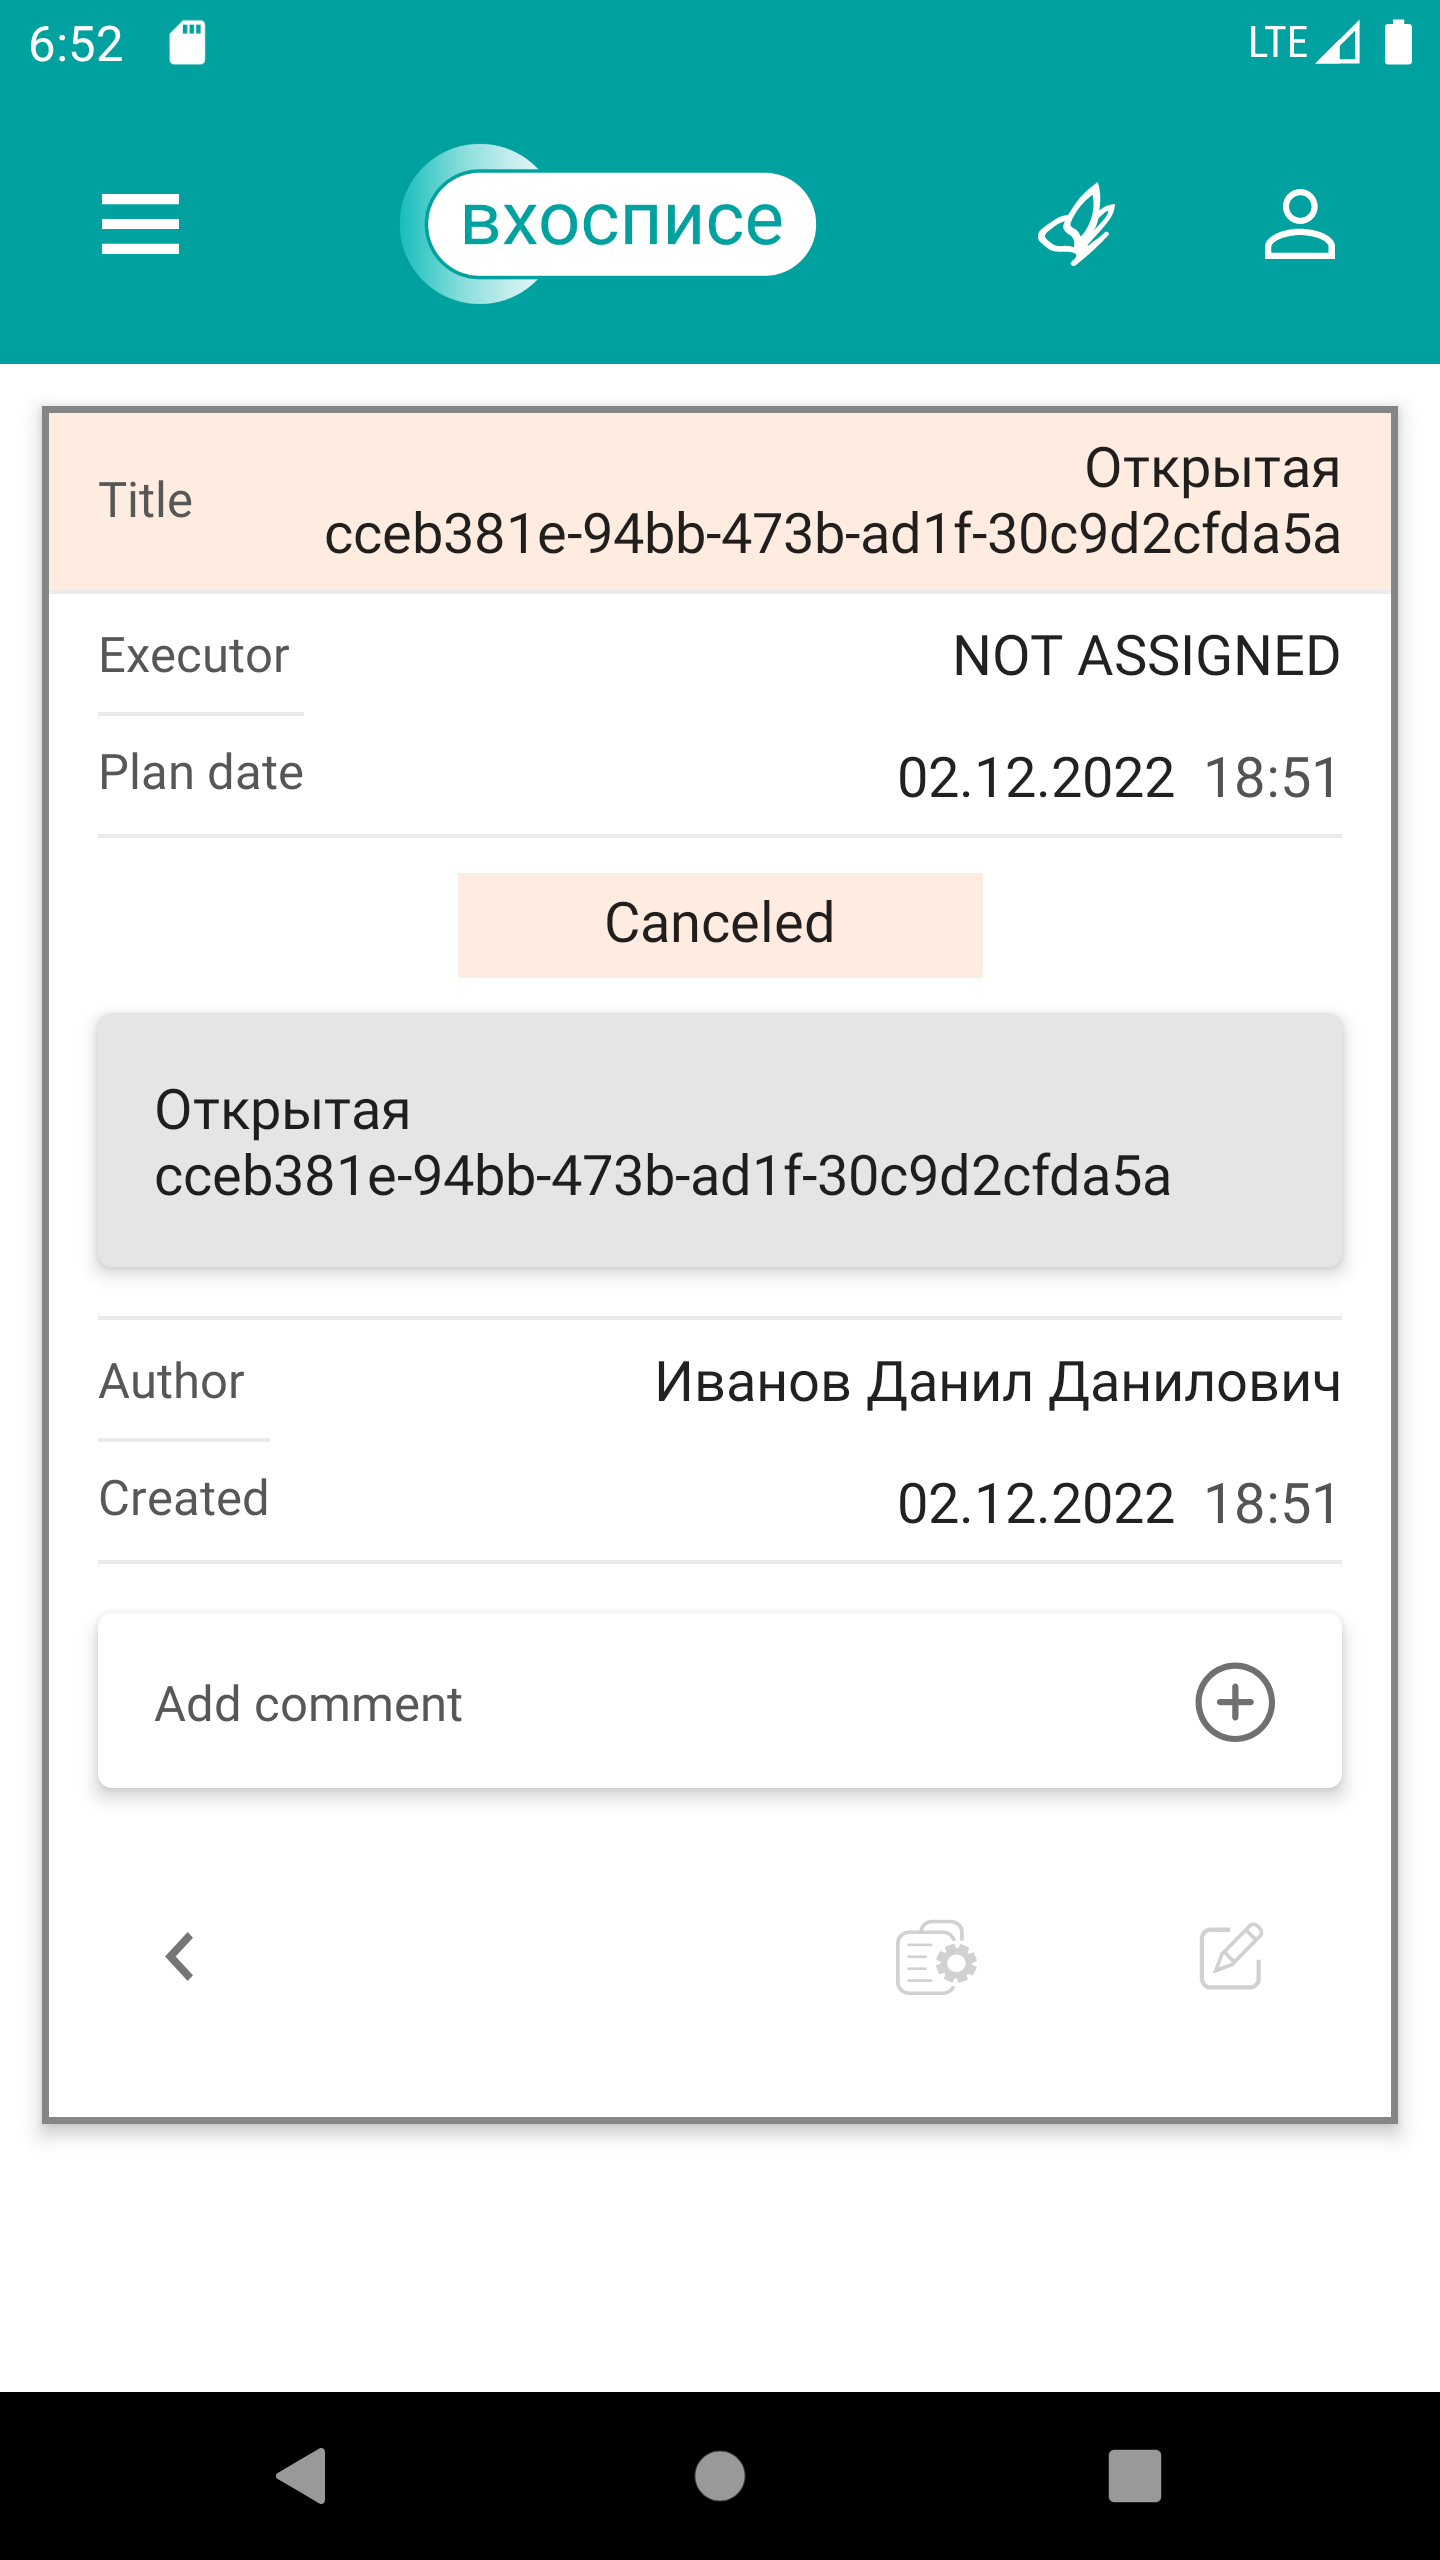 6:52 LTE
вхосписе
Title
Открытая
cceb381e-94bb-473b-ad1f-30c9d2cfda5a
Executor NOT ASSIGNED
Plan date 02.12.2022 18:51
Canceled
Открытая
cceb381e-94bb-473b-ad1f-30c9d2cfda5a
Author Иванов Данил Данилович
Created 02.12.2022 18:51
Add comment